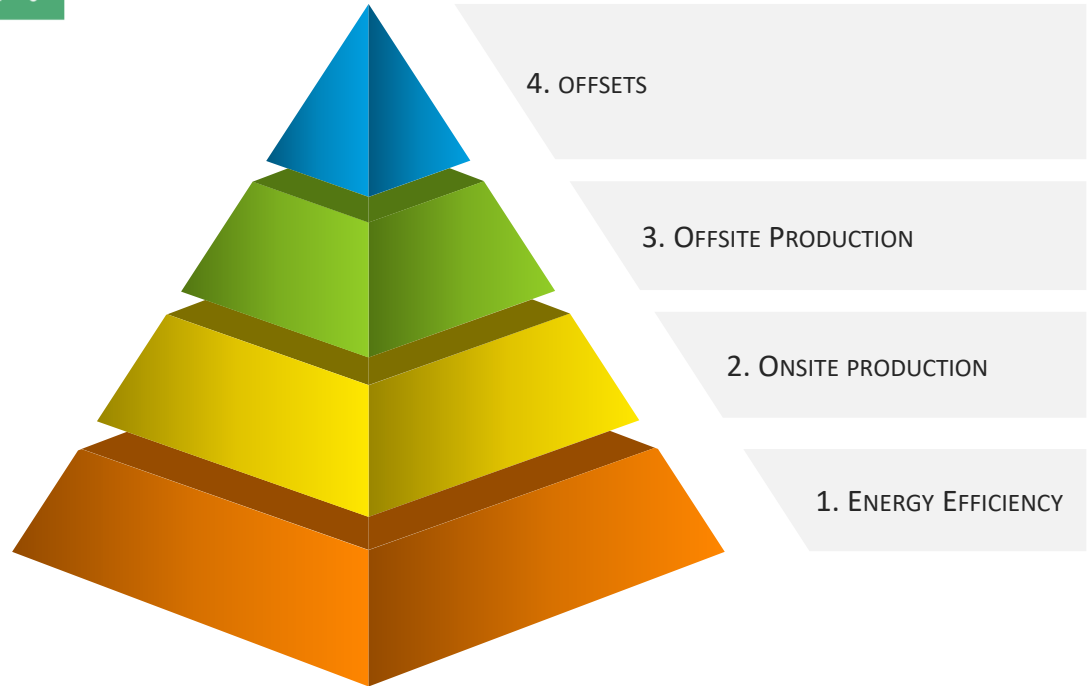 4. OFFSETS
3. OFFSITE PRODUCTION
2. ONSITE PRODUCTION
1. ENERGY EFFICIENCY